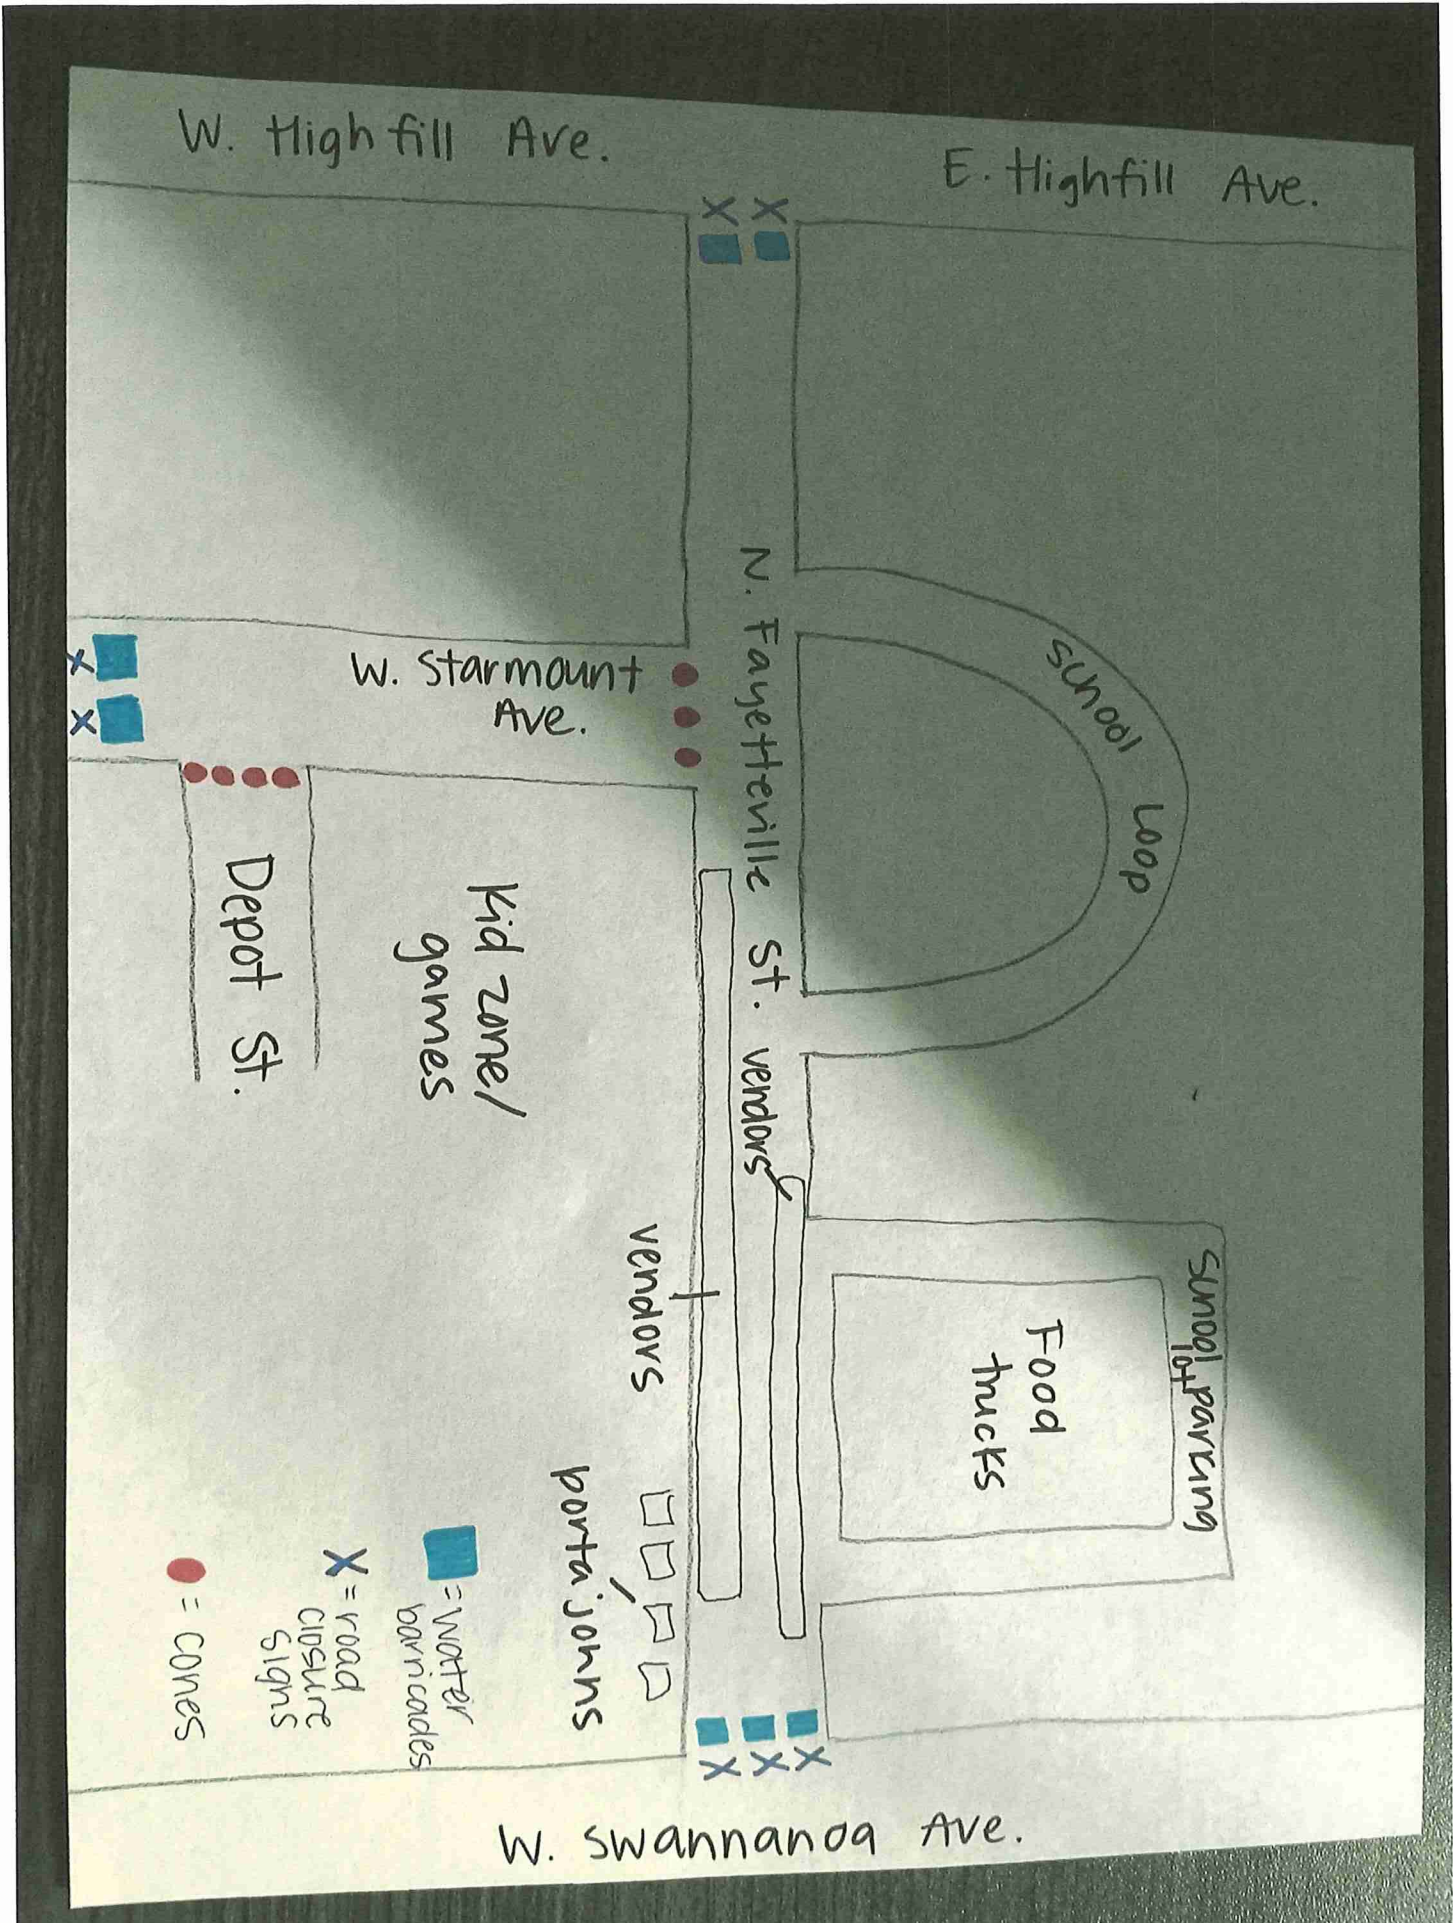 W. Highfill Ave.
E. Highfill Ave.
X X
N. Fayetteville St.
School Loop
W. Starmount
Ave.
X
X
Depot St.
Kid zone/
games
vendors
vendors
School parking
lot
Food
trucks
porta johns
= water
barricades
X = road
closure
signs
= cones
X X X
W. Swannanoa Ave.